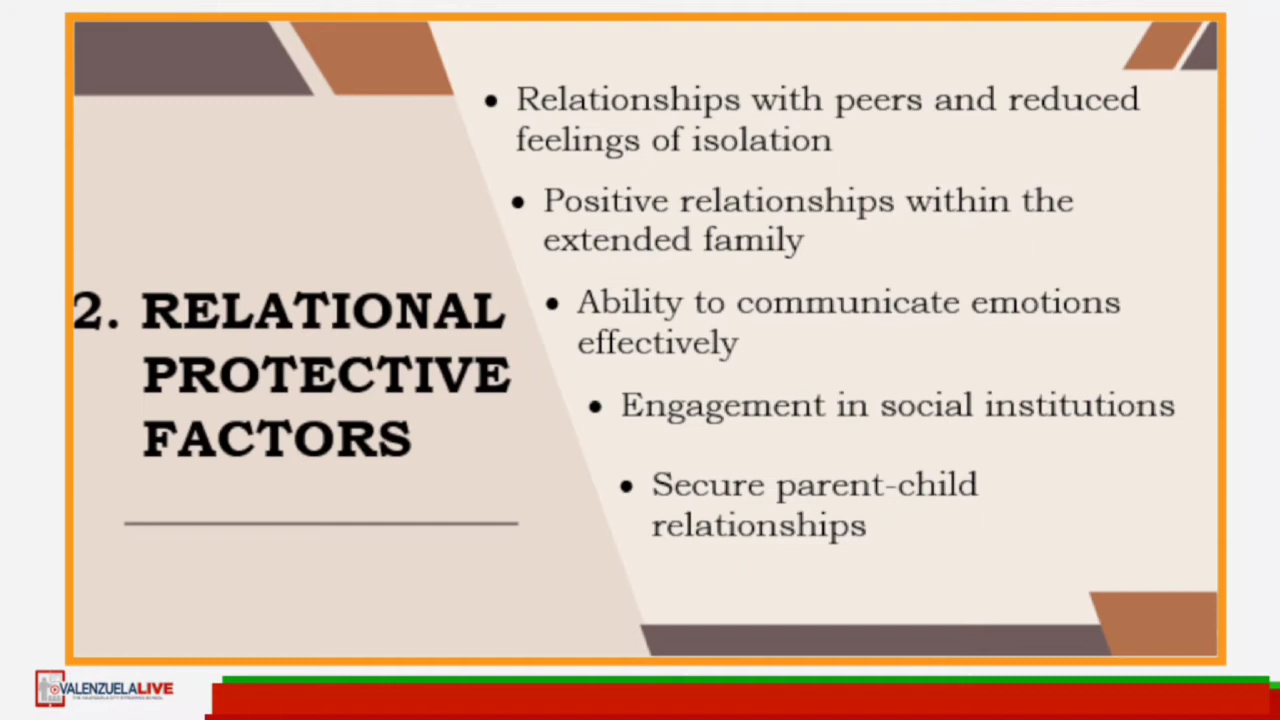 • Relationships with peers and reduced
feelings of isolation
• Positive relationships within the
extended family
2. RELATIONAL
PROTECTIVE
FACTORS
• Ability to communicate emotions
effectively
• Engagement in social institutions
• Secure parent-child
relationships
VALENZUELALIVE